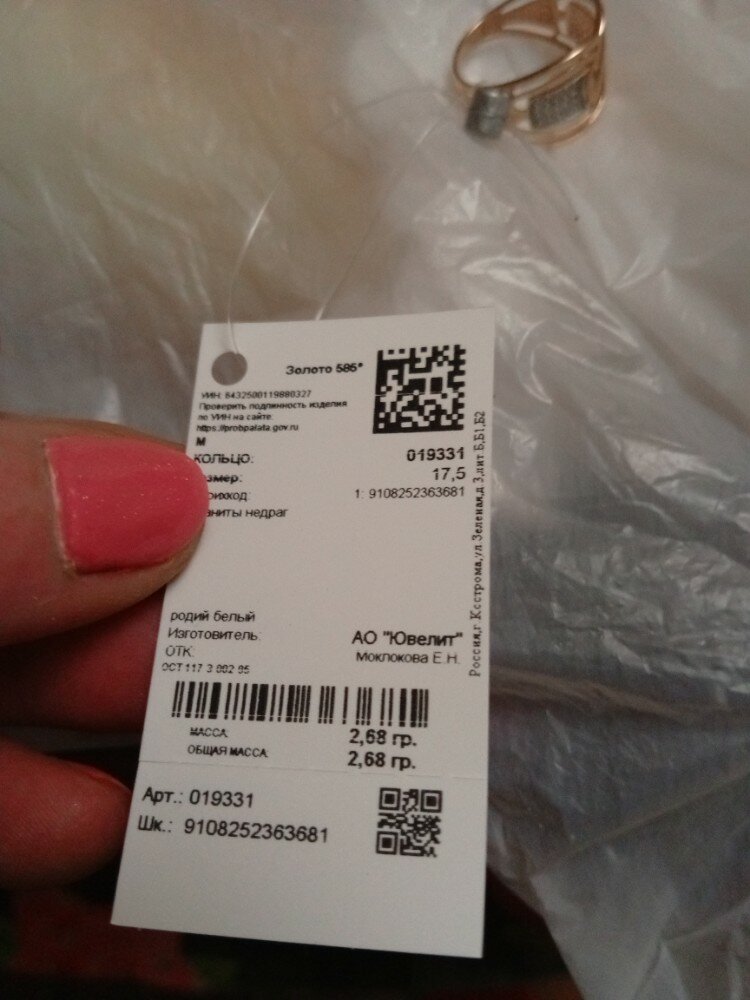 Золото 585*
УИН: 6432500119880327
Проверить подлинность изделия
по УИН на сайте:
https://probpalata.gov.ru
М
КОЛЬЦО: 019331
17,5
1: 9108252363681
недраг
родий белый
Изготовитель: АО "Ювелит"
ОТК: Моклокова Е.Н.
ОСТ 117 3 002 95
МАССА: 2,68 гр.
ОБЩАЯ МАССА: 2,68 гр.
Арт.: 019331
Шк.: 9108252363681
Россия,г.Кострома,ул.Зеленая,д 3,лит Б,Б1,Б2